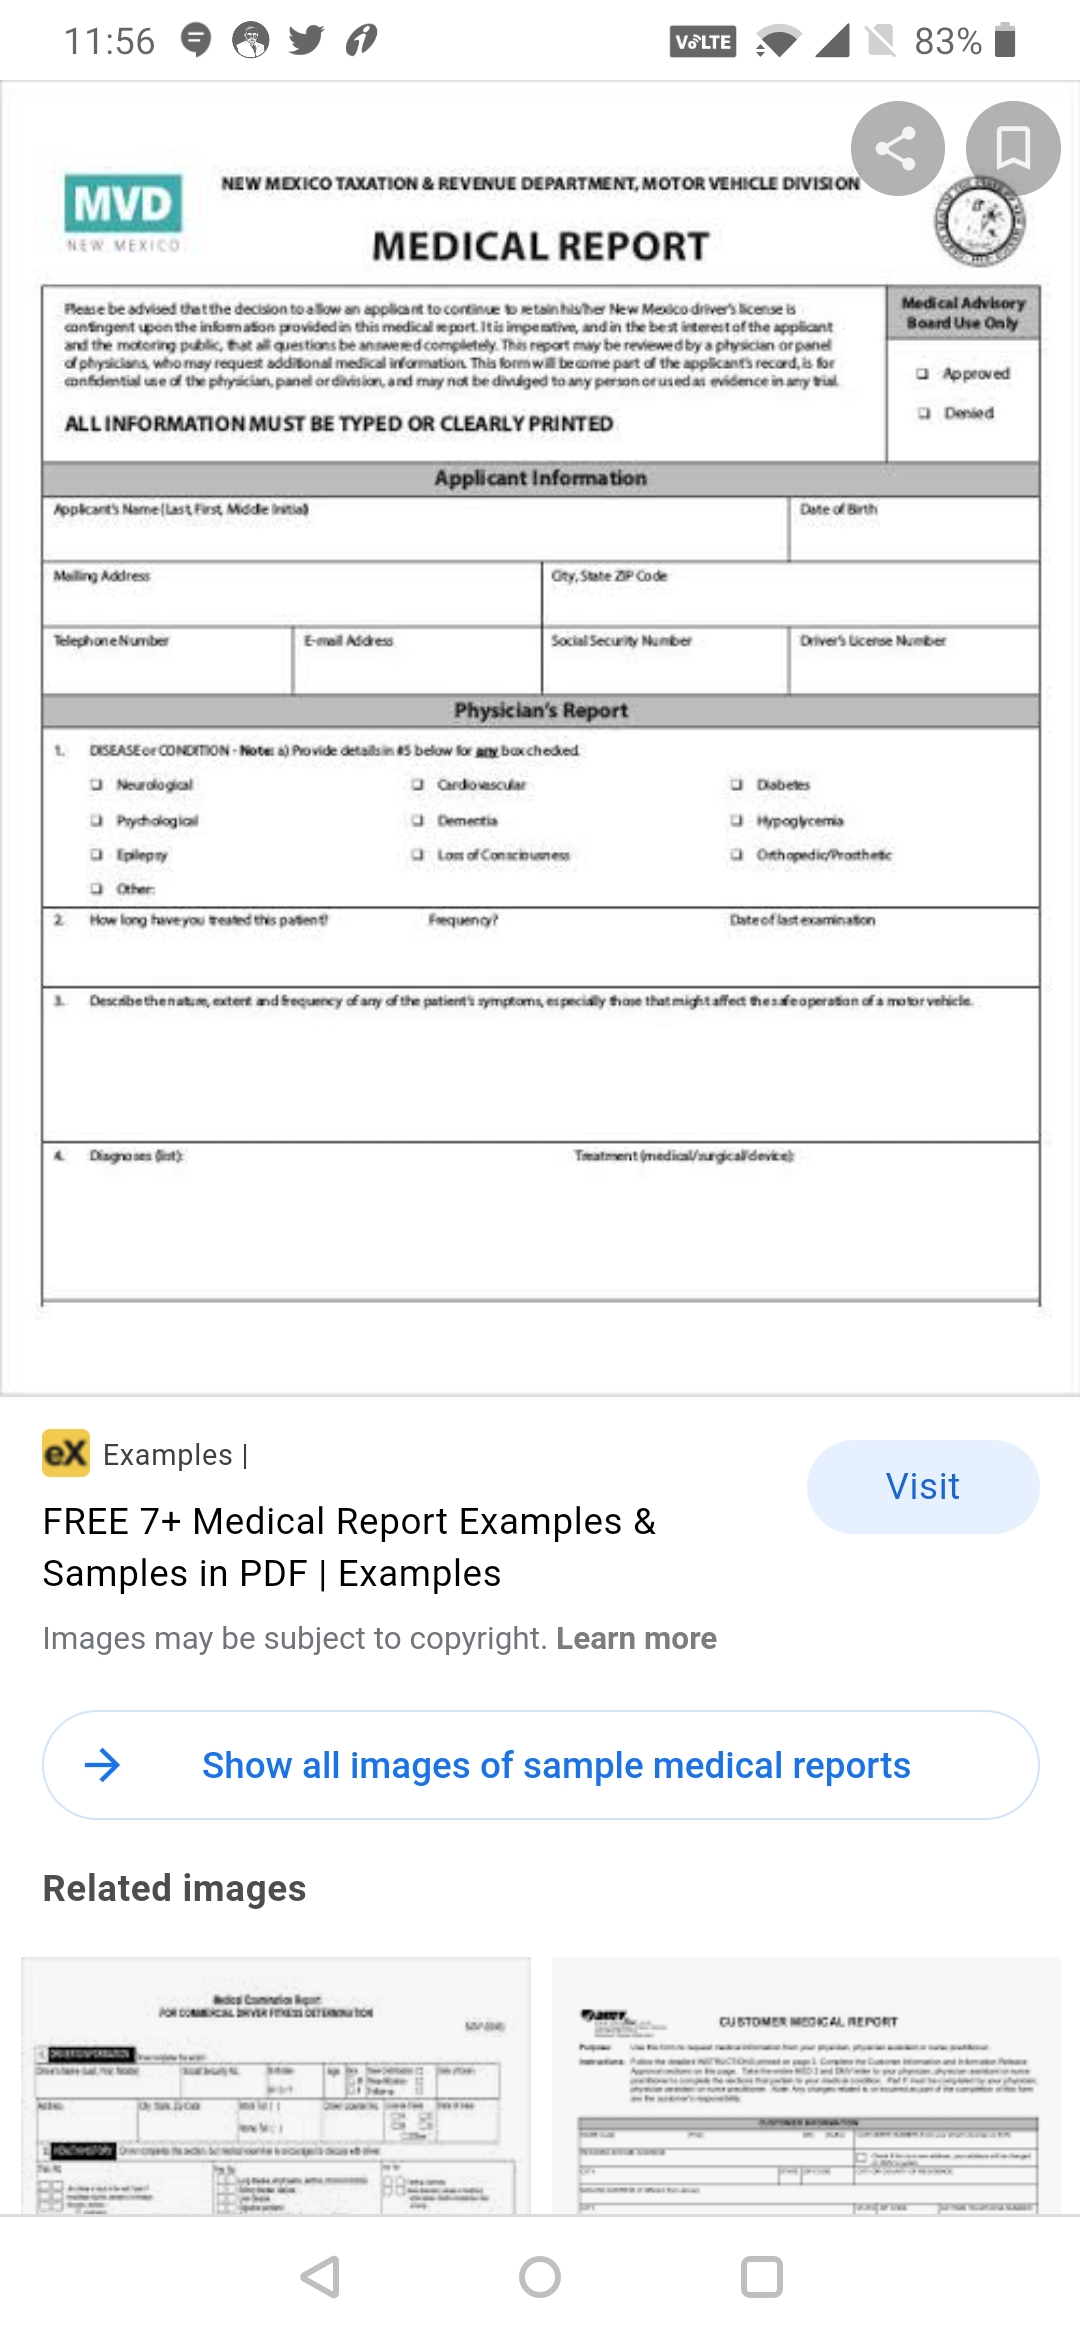 11:56
VoLTE
83%
MVD
NEW MEXICO
NEW MEXICO TAXATION & REVENUE DEPARTMENT, MOTOR VEHICLE DIVISION
MEDICAL REPORT
Please be advised that the decision to allow an applicant to continue to retain his/her New Mexico driver's license is
contingent upon the information provided in this medical report. It is imperative, and in the best interest of the applicant
and the motoring public, that all questions be answered completely. This report may be reviewed by a physician or panel
of physicians, who may request additional medical information. This form will become part of the applicant's record, is for
confidential use of the physician, panel or division, and may not be divulged to any person or used as evidence in any trial.
ALL INFORMATION MUST BE TYPED OR CLEARLY PRINTED
Medical Advisory
Board Use Only
Approved
Denied
Applicant Information
Applicant's Name (Last, First, Middle Initial)
Date of Birth
Mailing Address
City, State ZIP Code
Telephone Number
E-mail Address
Social Security Number
Driver's License Number
Physician's Report
1. DISEASE or CONDITION - Note: a) Provide details in #5 below for any box checked.
Neurological
Cardiovascular
Diabetes
Psychological
Dementia
Hypoglycemia
Epilepsy
Loss of Consciousness
Orthopedic/Prosthetic
Other:
2. How long have you treated this patient?
Frequency?
Date of last examination
3. Describe the nature, extent and frequency of any of the patient's symptoms, especially those that might affect the safe operation of a motor vehicle.
4. Diagnoses (list):
Treatment (medical/surgical/device):
eX
Examples |
Visit
FREE 7+ Medical Report Examples &
Samples in PDF | Examples
Images may be subject to copyright. Learn more
Show all images of sample medical reports
Related images
Medical Examination Report
FOR COMMERCIAL DRIVER FITNESS DETERMINATION
CUSTOMER MEDICAL REPORT
CUSTOMER INFORMATION